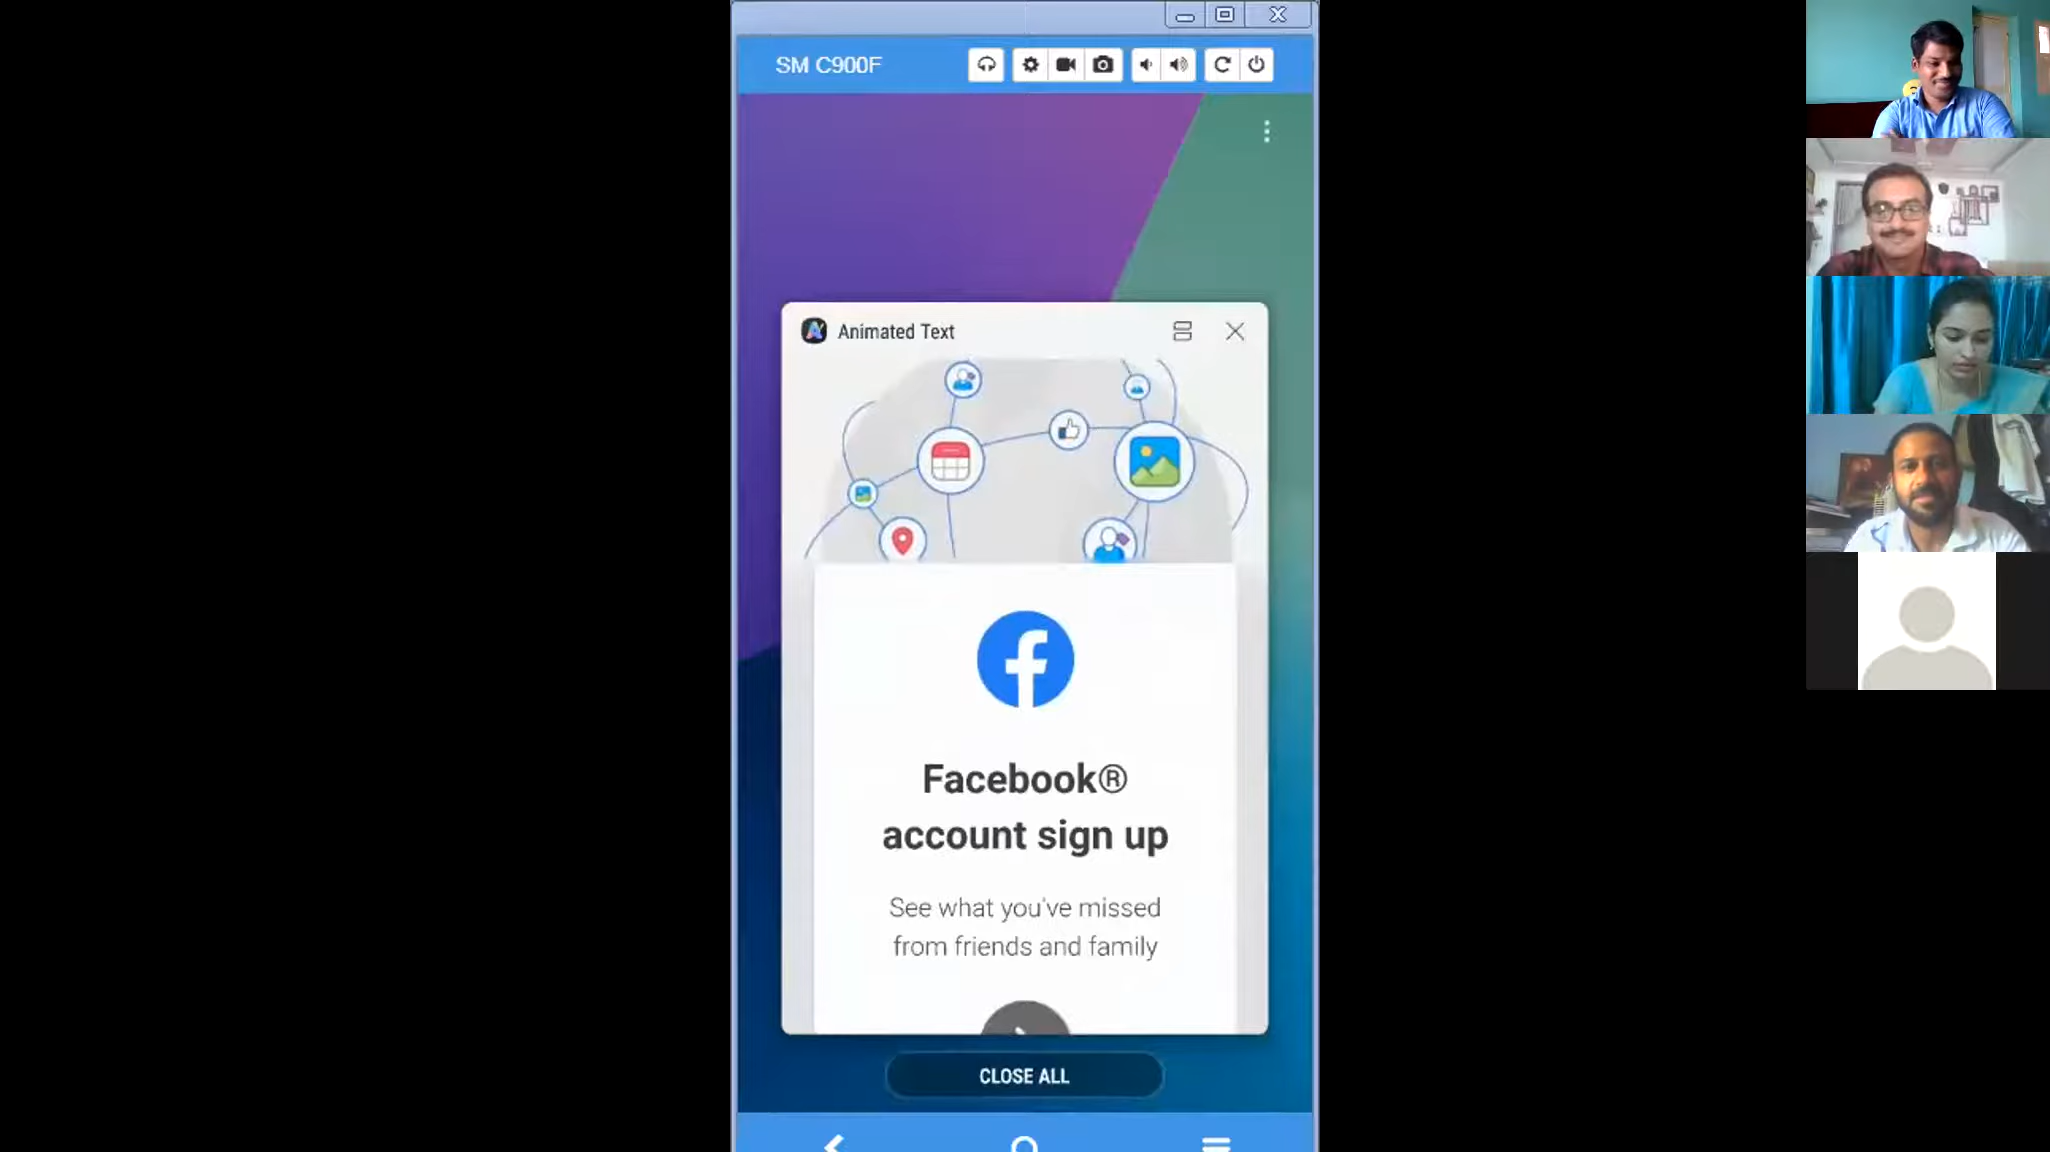 SM C900F
Animated Text
Facebook®
account sign up
See what you've missed
from friends and family
CLOSE ALL